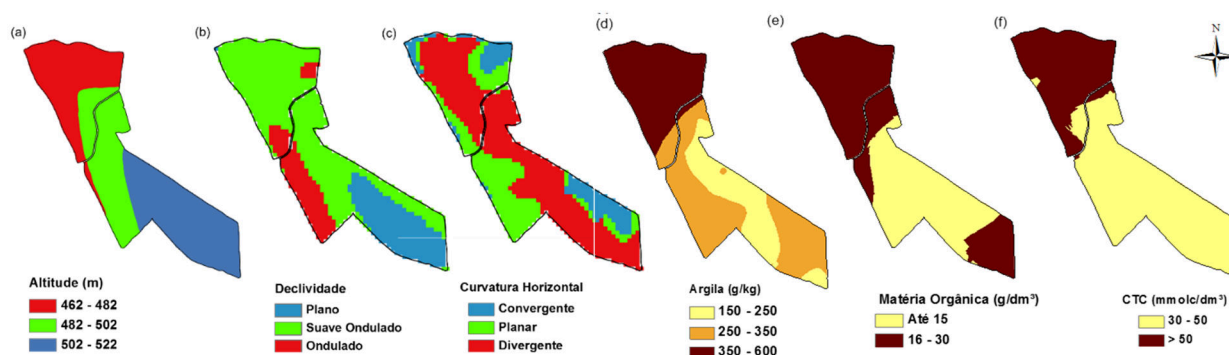 (a)
(b)
(c)
(d)
(e)
(f)
N
Altitude (m)
462 - 482
482 - 502
502 - 522
Declividade
Plano
Suave Ondulado
Ondulado
Curvatura Horizontal
Convergente
Planar
Divergente
Argila (g/kg)
150 - 250
250 - 350
350 - 600
Matéria Orgânica (g/dm³)
Até 15
16 - 30
CTC (mmolc/dm³)
30 - 50
> 50